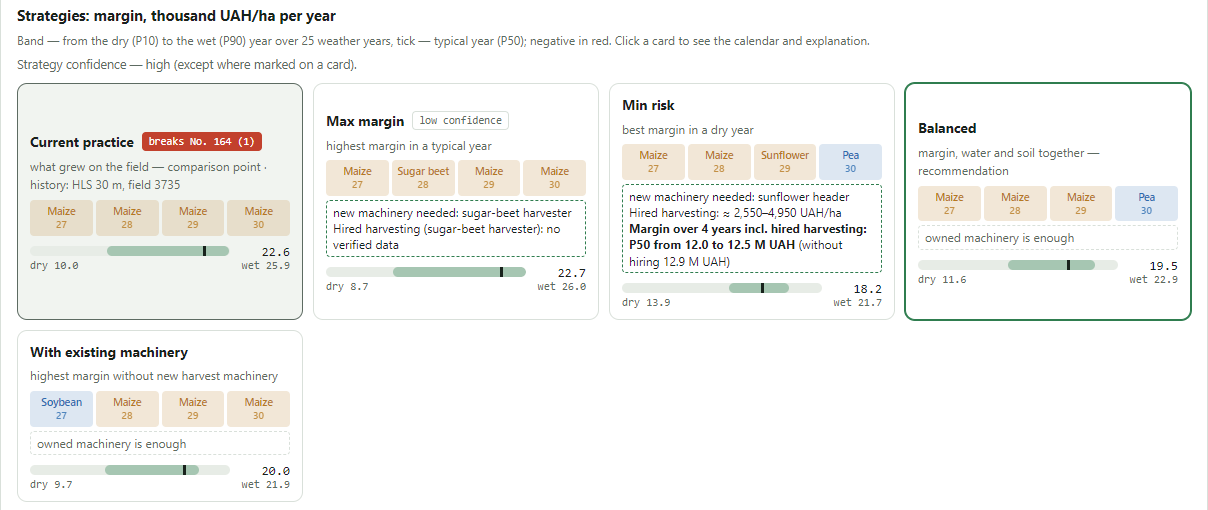 Strategies: margin, thousand UAH/ha per year
Band — from the dry (P10) to the wet (P90) year over 25 weather years, tick — typical year (P50); negative in red. Click a card to see the calendar and explanation.
Strategy confidence — high (except where marked on a card).
Current practice breaks No. 164 (1)
what grew on the field — comparison point ·
history: HLS 30 m, field 3735
Maize Maize Maize Maize
27 28 29 30
22.6
dry 10.0 wet 25.9
Max margin low confidence
highest margin in a typical year
Maize Sugar beet Maize Maize
27 28 29 30
new machinery needed: sugar-beet harvester
Hired harvesting (sugar-beet harvester): no
verified data
22.7
dry 8.7 wet 26.0
Min risk
best margin in a dry year
Maize Maize Sunflower Pea
27 28 29 30
new machinery needed: sunflower header
Hired harvesting: ≈ 2,550–4,950 UAH/ha
Margin over 4 years incl. hired harvesting:
P50 from 12.0 to 12.5 M UAH (without
hiring 12.9 M UAH)
18.2
dry 13.9 wet 21.7
Balanced
margin, water and soil together —
recommendation
Maize Maize Maize Pea
27 28 29 30
owned machinery is enough
19.5
dry 11.6 wet 22.9
With existing machinery
highest margin without new harvest machinery
Soybean Maize Maize Maize
27 28 29 30
owned machinery is enough
20.0
dry 9.7 wet 21.9